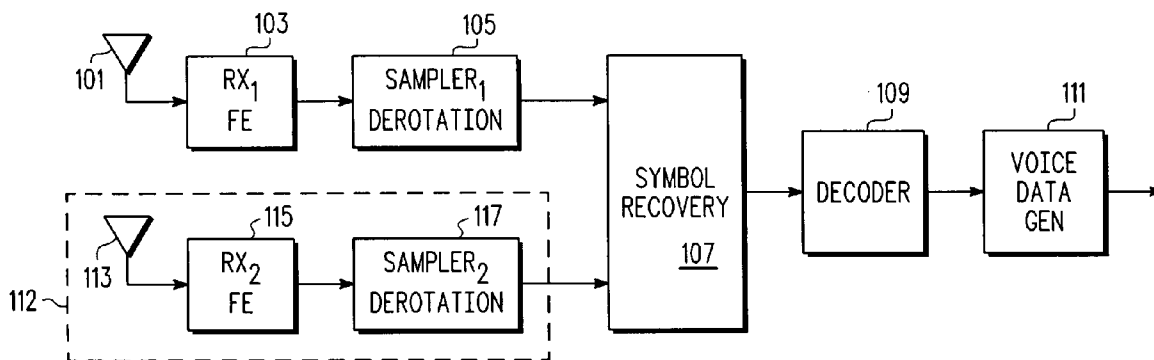 101
103
RX1
FE
105
SAMPLER1
DEROTATION
SYMBOL
RECOVERY
107
109
DECODER
111
VOICE
DATA
GEN
112
113
115
RX2
FE
117
SAMPLER2
DEROTATION